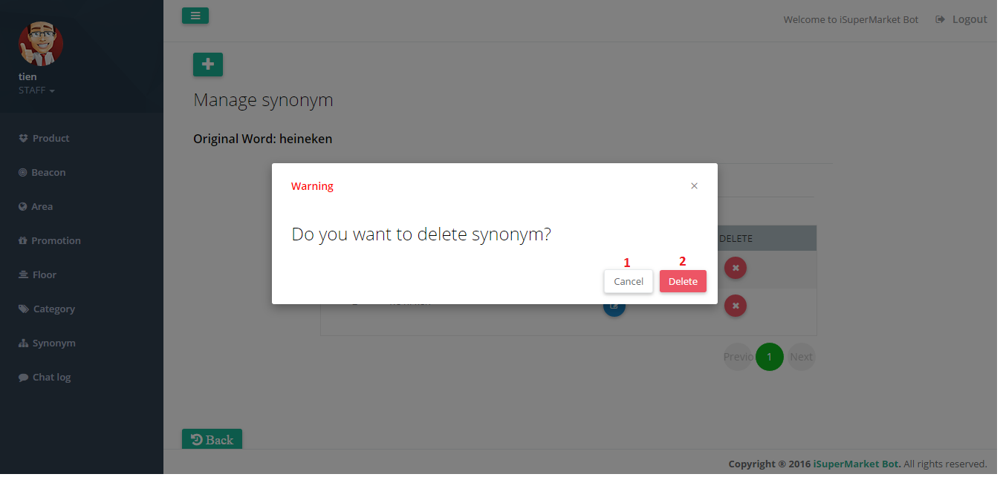 Welcome to iSuperMarket Bot Logout
tien
STAFF
Manage synonym
Product
Original Word: heineken
Beacon
Warning ×
Area
Do you want to delete synonym?
Promotion
DELETE
1 2
Floor
Cancel Delete
Category
Synonym
Previo 1 Next
Chat log
Back
Copyright ® 2016 iSuperMarket Bot. All rights reserved.